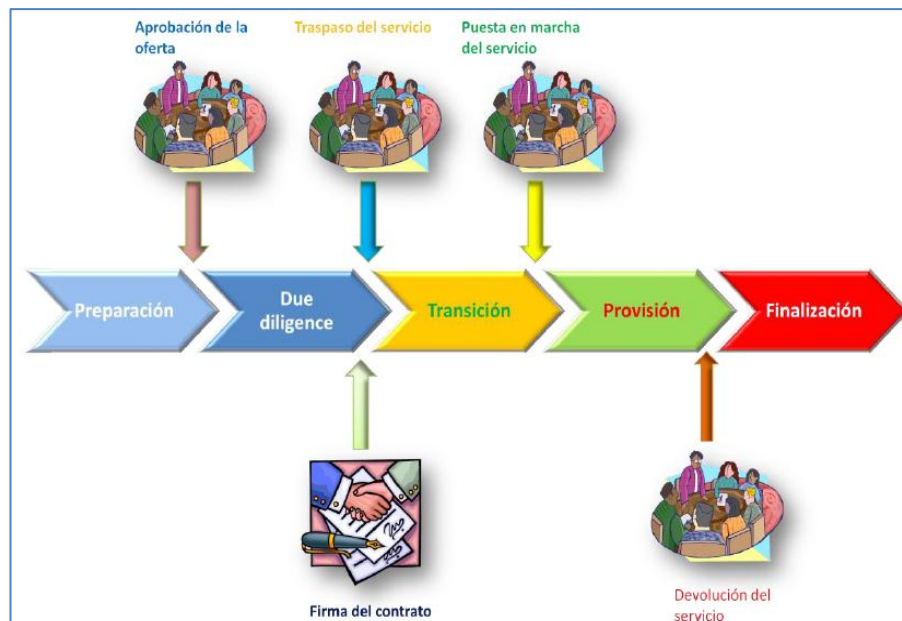 Aprobación de la
oferta
Traspaso del servicio
Puesta en marcha
del servicio
Preparación
Due
diligence
Transición
Provisión
Finalización
Firma del contrato
Devolución del
servicio